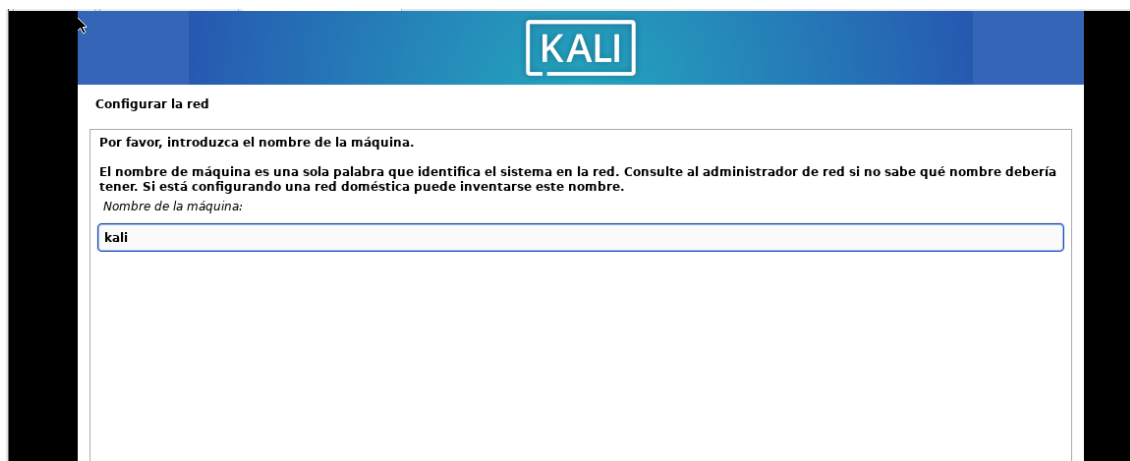 KALI
Configurar la red
Por favor, introduzca el nombre de la máquina.
El nombre de máquina es una sola palabra que identifica el sistema en la red. Consulte al administrador de red si no sabe qué nombre debería
tener. Si está configurando una red doméstica puede inventarse este nombre.
Nombre de la máquina:
kali